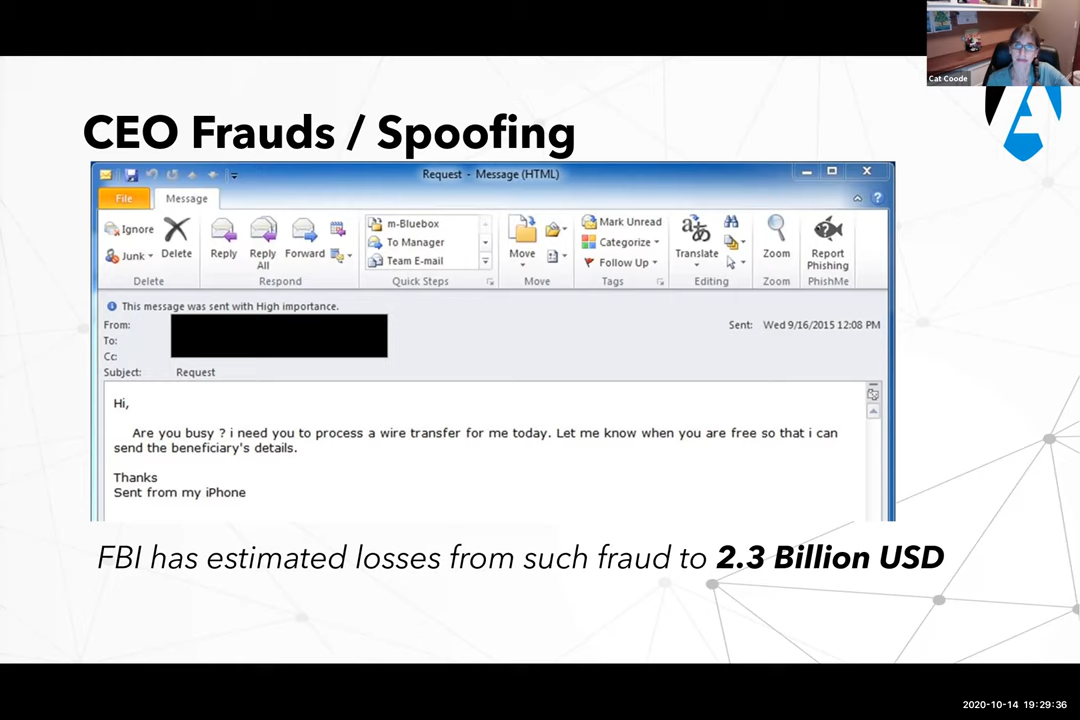 Cat Coode
CEO Frauds / Spoofing
Request - Message (HTML)
File
Message
Ignore
Junk
Delete
Reply
Reply All
Forward
m-Bluebox
To Manager
Team E-mail
Move
Mark Unread
Categorize
Follow Up
Translate
Zoom
Report Phishing
Delete
Respond
Quick Steps
Move
Tags
Editing
Zoom
PhishMe
This message was sent with High importance.
From:
Sent: Wed 9/16/2015 12:08 PM
To:
Cc:
Subject: Request
Hi,
Are you busy ? i need you to process a wire transfer for me today. Let me know when you are free so that i can
send the beneficiary's details.
Thanks
Sent from my iPhone
FBI has estimated losses from such fraud to 2.3 Billion USD
2020-10-14 19:29:36